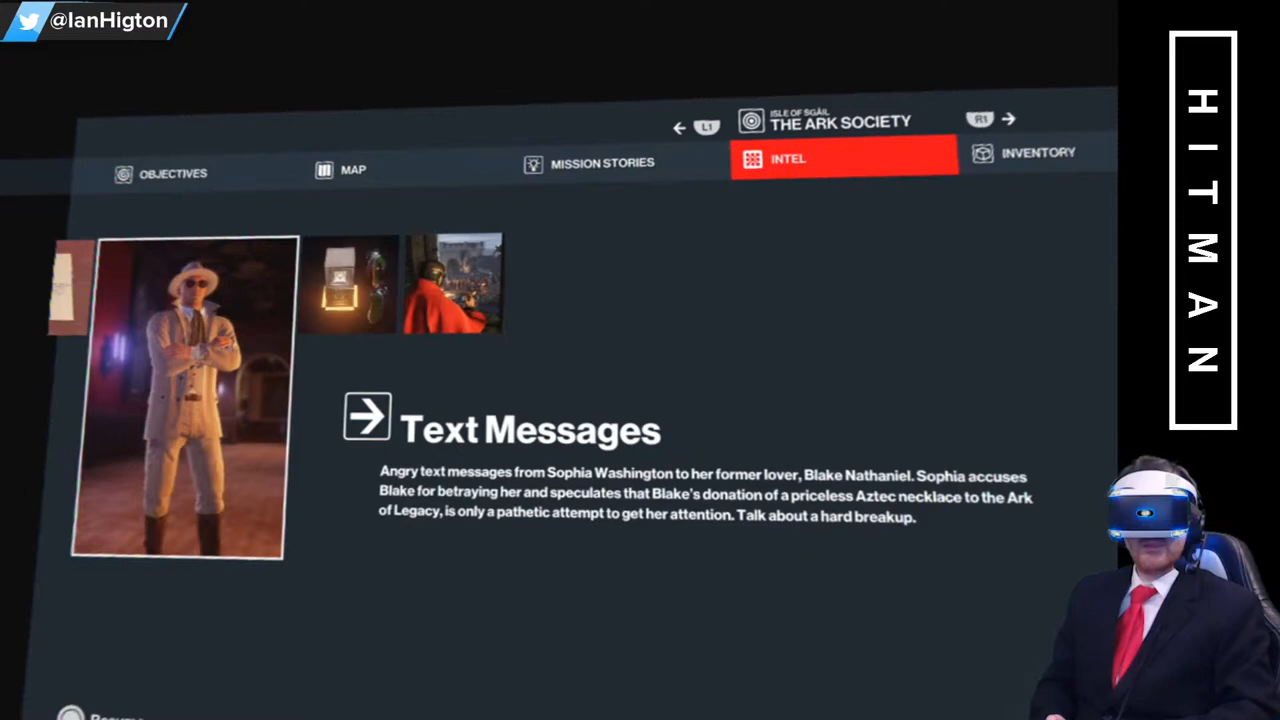 @IanHigton
ISLE OF SGÀIL
L1
THE ARK SOCIETY
R1
OBJECTIVES
MAP
MISSION STORIES
INTEL
INVENTORY
HITMAN
Text Messages
Angry text messages from Sophia Washington to her former lover, Blake Nathaniel. Sophia accuses
Blake for betraying her and speculates that Blake's donation of a priceless Aztec necklace to the Ark
of Legacy, is only a pathetic attempt to get her attention. Talk about a hard breakup.